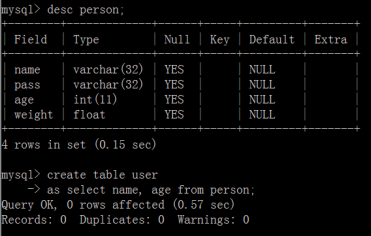 mysql> desc person;
+--------+-------------+------+-----+---------+-------+
| Field | Type | Null | Key | Default | Extra |
+--------+-------------+------+-----+---------+-------+
| name | varchar(32) | YES | | NULL | |
| pass | varchar(32) | YES | | NULL | |
| age | int(11) | YES | | NULL | |
| weight | float | YES | | NULL | |
+--------+-------------+------+-----+---------+-------+
4 rows in set (0.15 sec)
mysql> create table user
-> as select name, age from person;
Query OK, 0 rows affected (0.57 sec)
Records: 0 Duplicates: 0 Warnings: 0